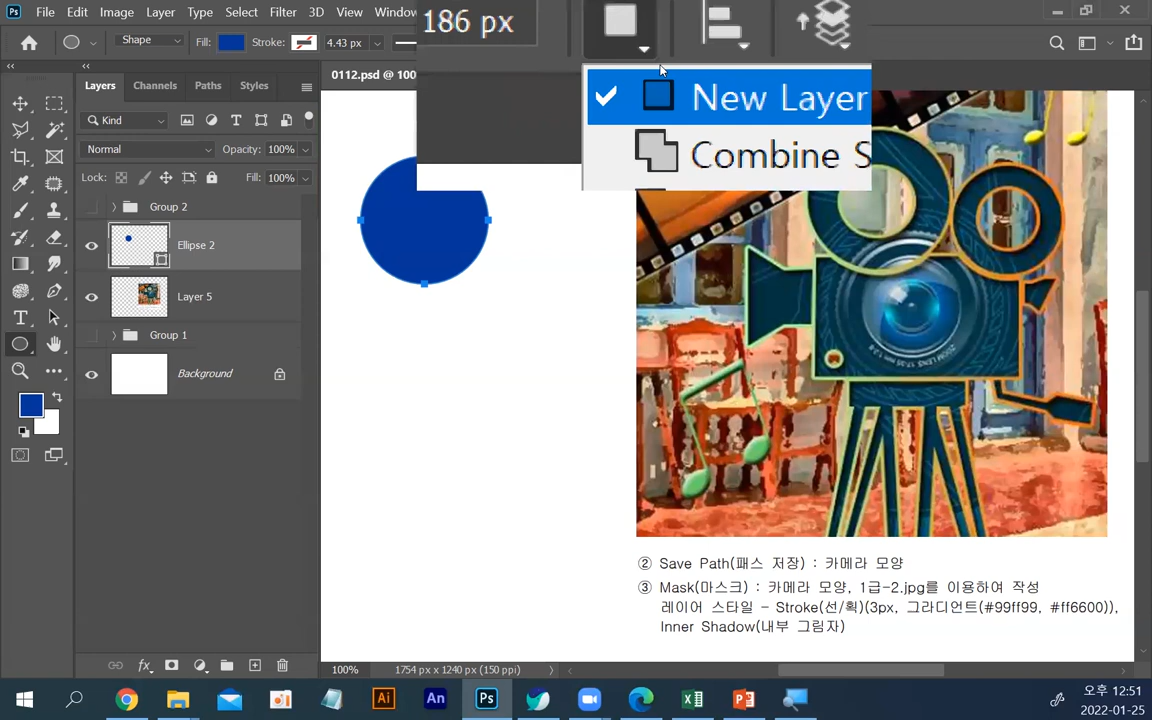 Ps File Edit Image Layer Type Select Filter 3D View Window
Shape Fill: Stroke: 4.43 px
186 px
New Layer
Combine S
0112.psd @ 100
Layers Channels Paths Styles
Kind
Normal Opacity: 100%
Lock: Fill: 100%
Group 2
Ellipse 2
Layer 5
Group 1
Background
② Save Path(패스 저장) : 카메라 모양
③ Mask(마스크) : 카메라 모양, 1급-2.jpg를 이용하여 작성
레이어 스타일 - Stroke(선/획)(3px, 그라디언트(#99ff99, #ff6600)),
Inner Shadow(내부 그림자)
fx
100% 1754 px x 1240 px (150 ppi)
Ai An Ps
오후 12:51
2022-01-25